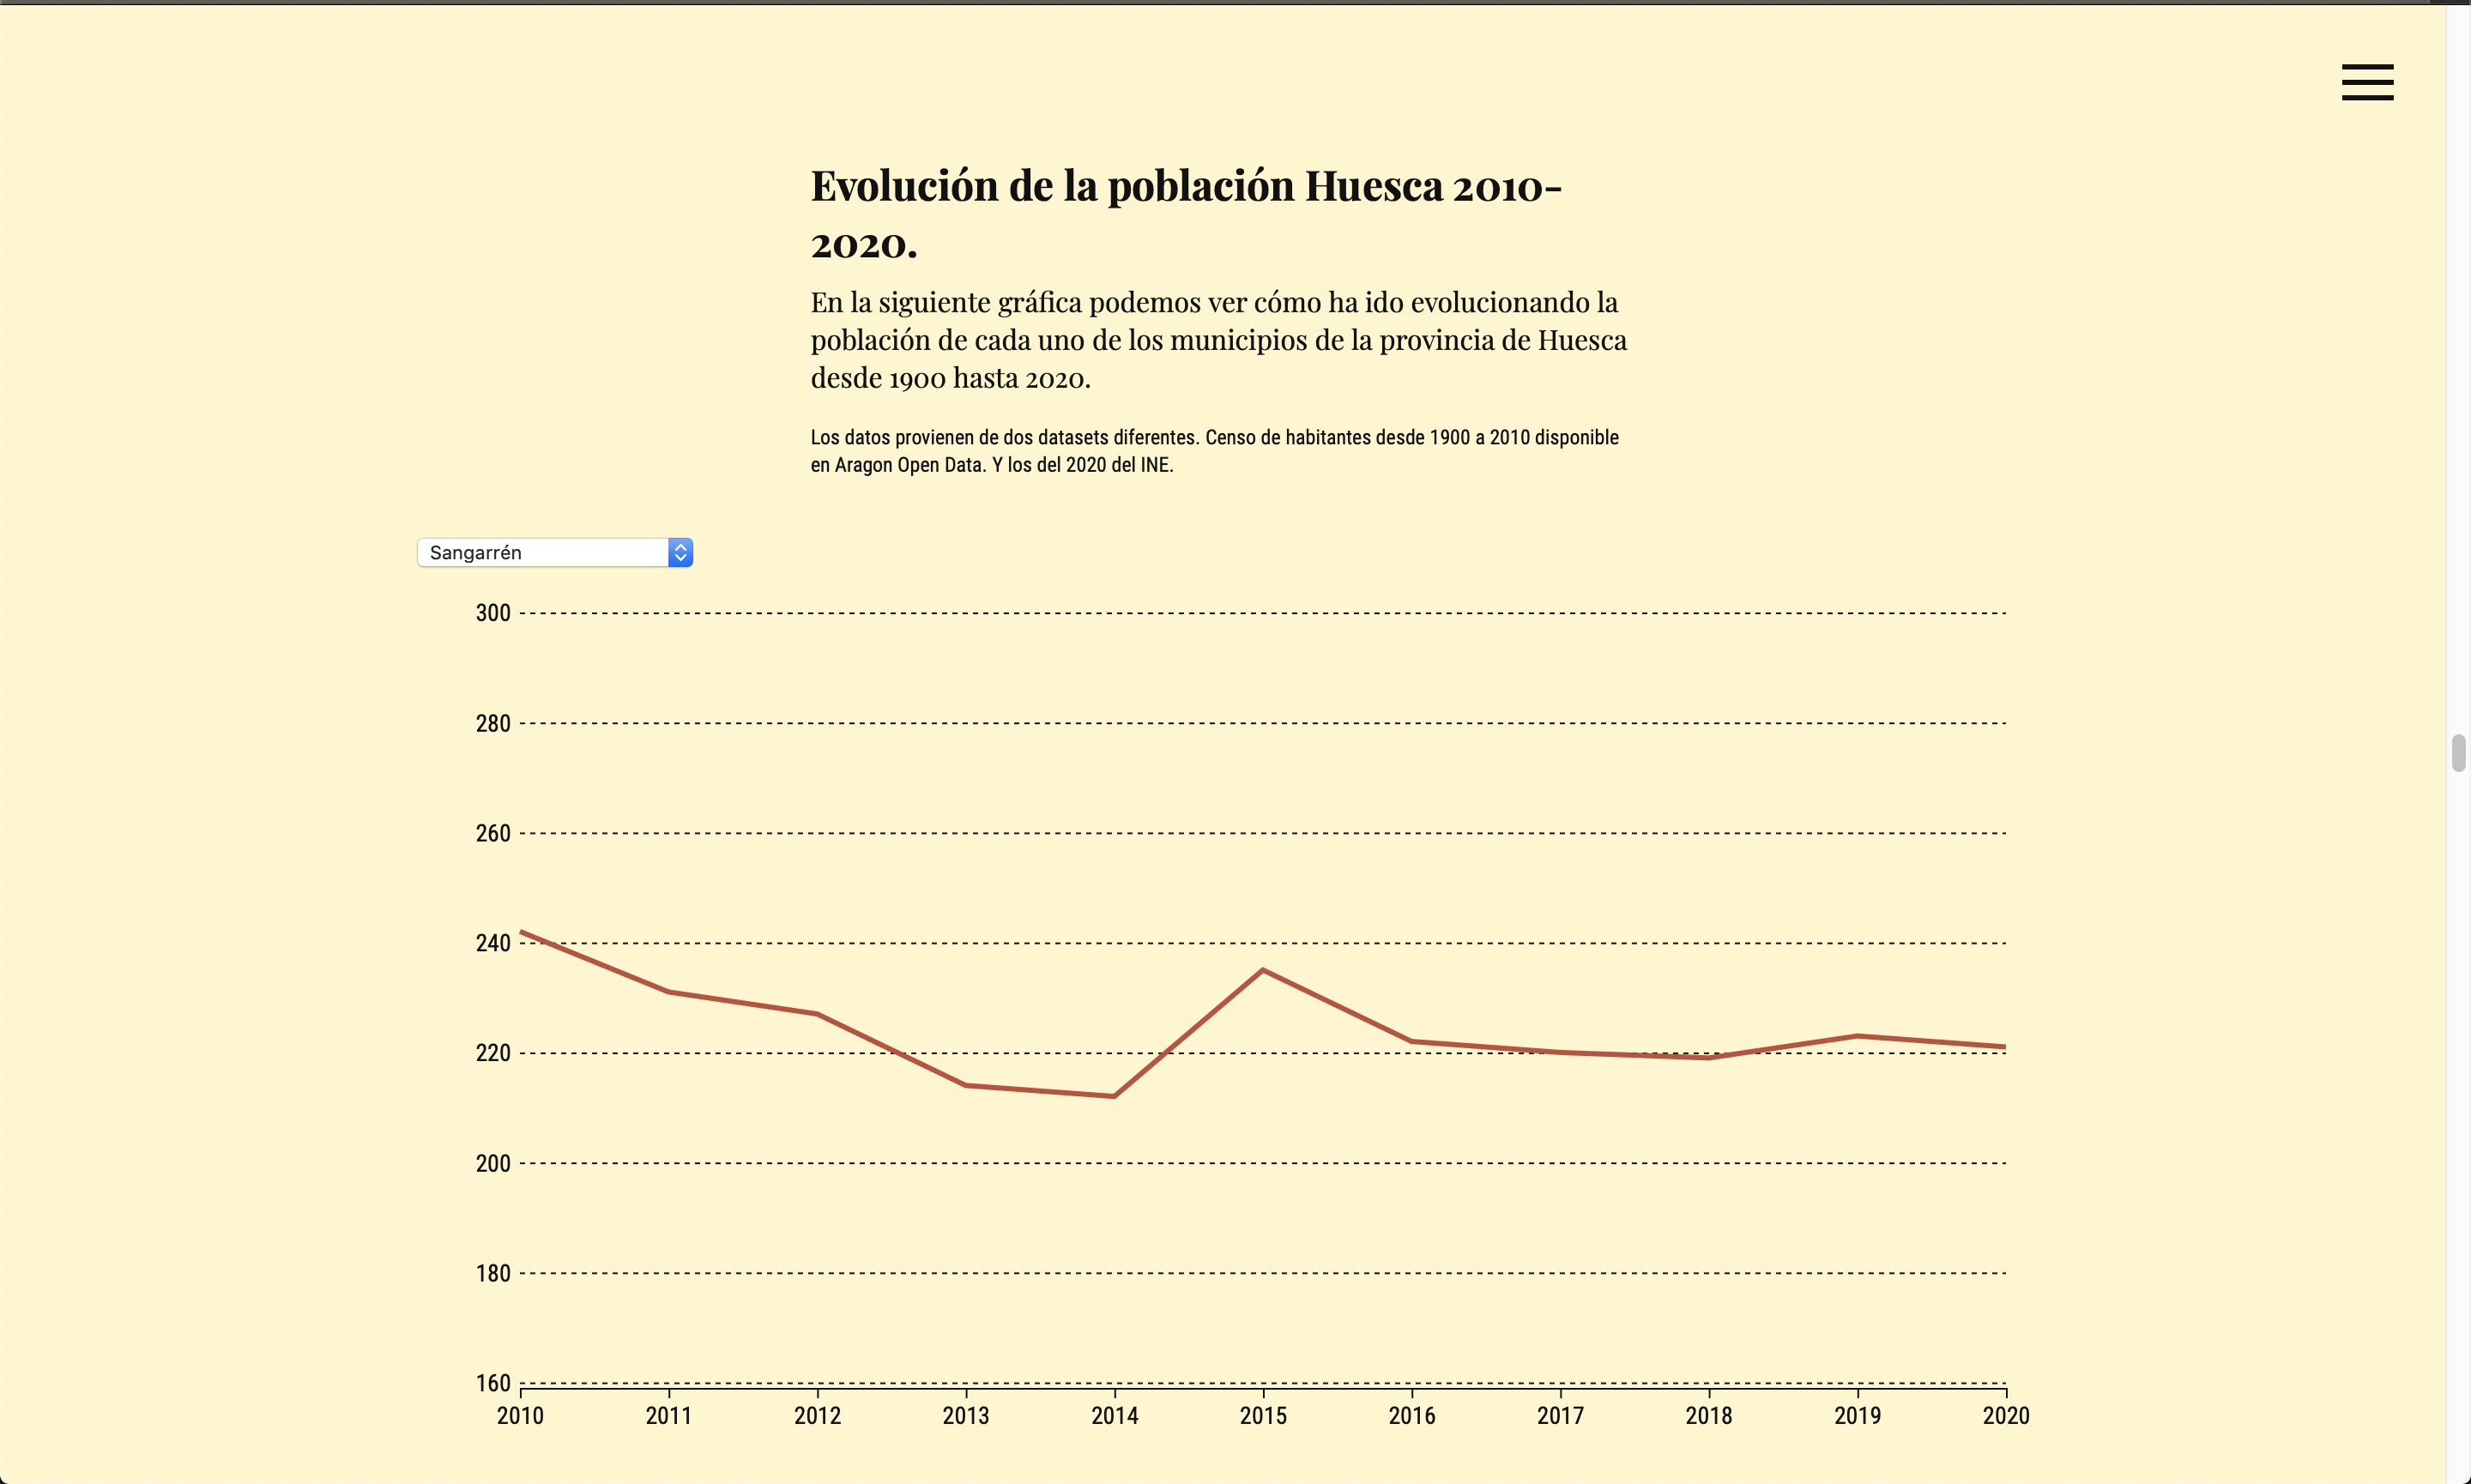 Evolución de la población Huesca 2010-
2020.
En la siguiente gráfica podemos ver cómo ha ido evolucionando la
población de cada uno de los municipios de la provincia de Huesca
desde 1900 hasta 2020.
Los datos provienen de dos datasets diferentes. Censo de habitantes desde 1900 a 2010 disponible
en Aragon Open Data. Y los del 2020 del INE.
Sangarrén
300
280
260
240
220
200
180
160
2010 2011 2012 2013 2014 2015 2016 2017 2018 2019 2020